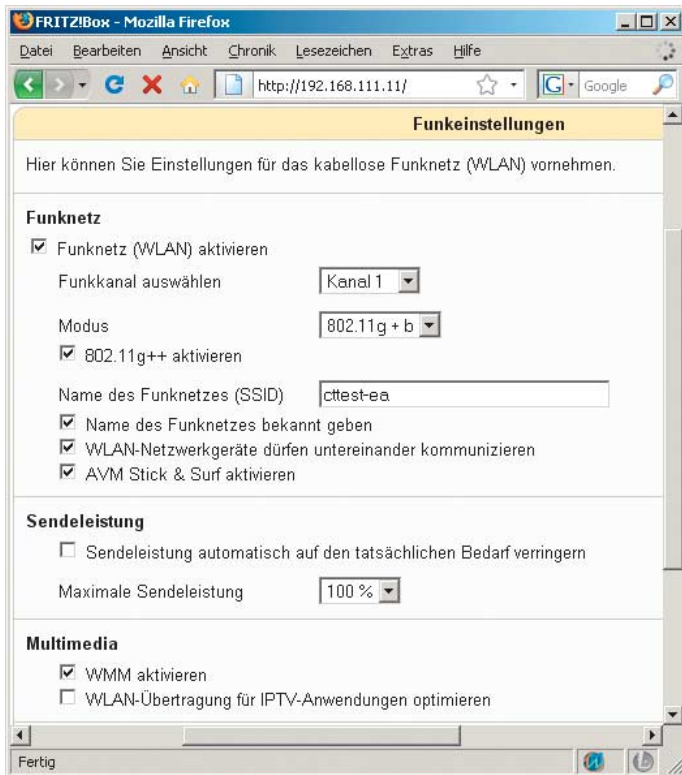 FRITZ!Box - Mozilla Firefox
Datei Bearbeiten Ansicht Chronik Lesezeichen Extras Hilfe
http://192.168.111.11/ G Google
Funkeinstellungen
Hier können Sie Einstellungen für das kabellose Funknetz (WLAN) vornehmen.
Funknetz
Funknetz (WLAN) aktivieren
Funkkanal auswählen Kanal 1
Modus 802.11g + b
802.11g++ aktivieren
Name des Funknetzes (SSID) cttest-ea
Name des Funknetzes bekannt geben
WLAN-Netzwerkgeräte dürfen untereinander kommunizieren
AVM Stick & Surf aktivieren
Sendeleistung
Sendeleistung automatisch auf den tatsächlichen Bedarf verringern
Maximale Sendeleistung 100 %
Multimedia
WMM aktivieren
WLAN-Übertragung für IPTV-Anwendungen optimieren
Fertig